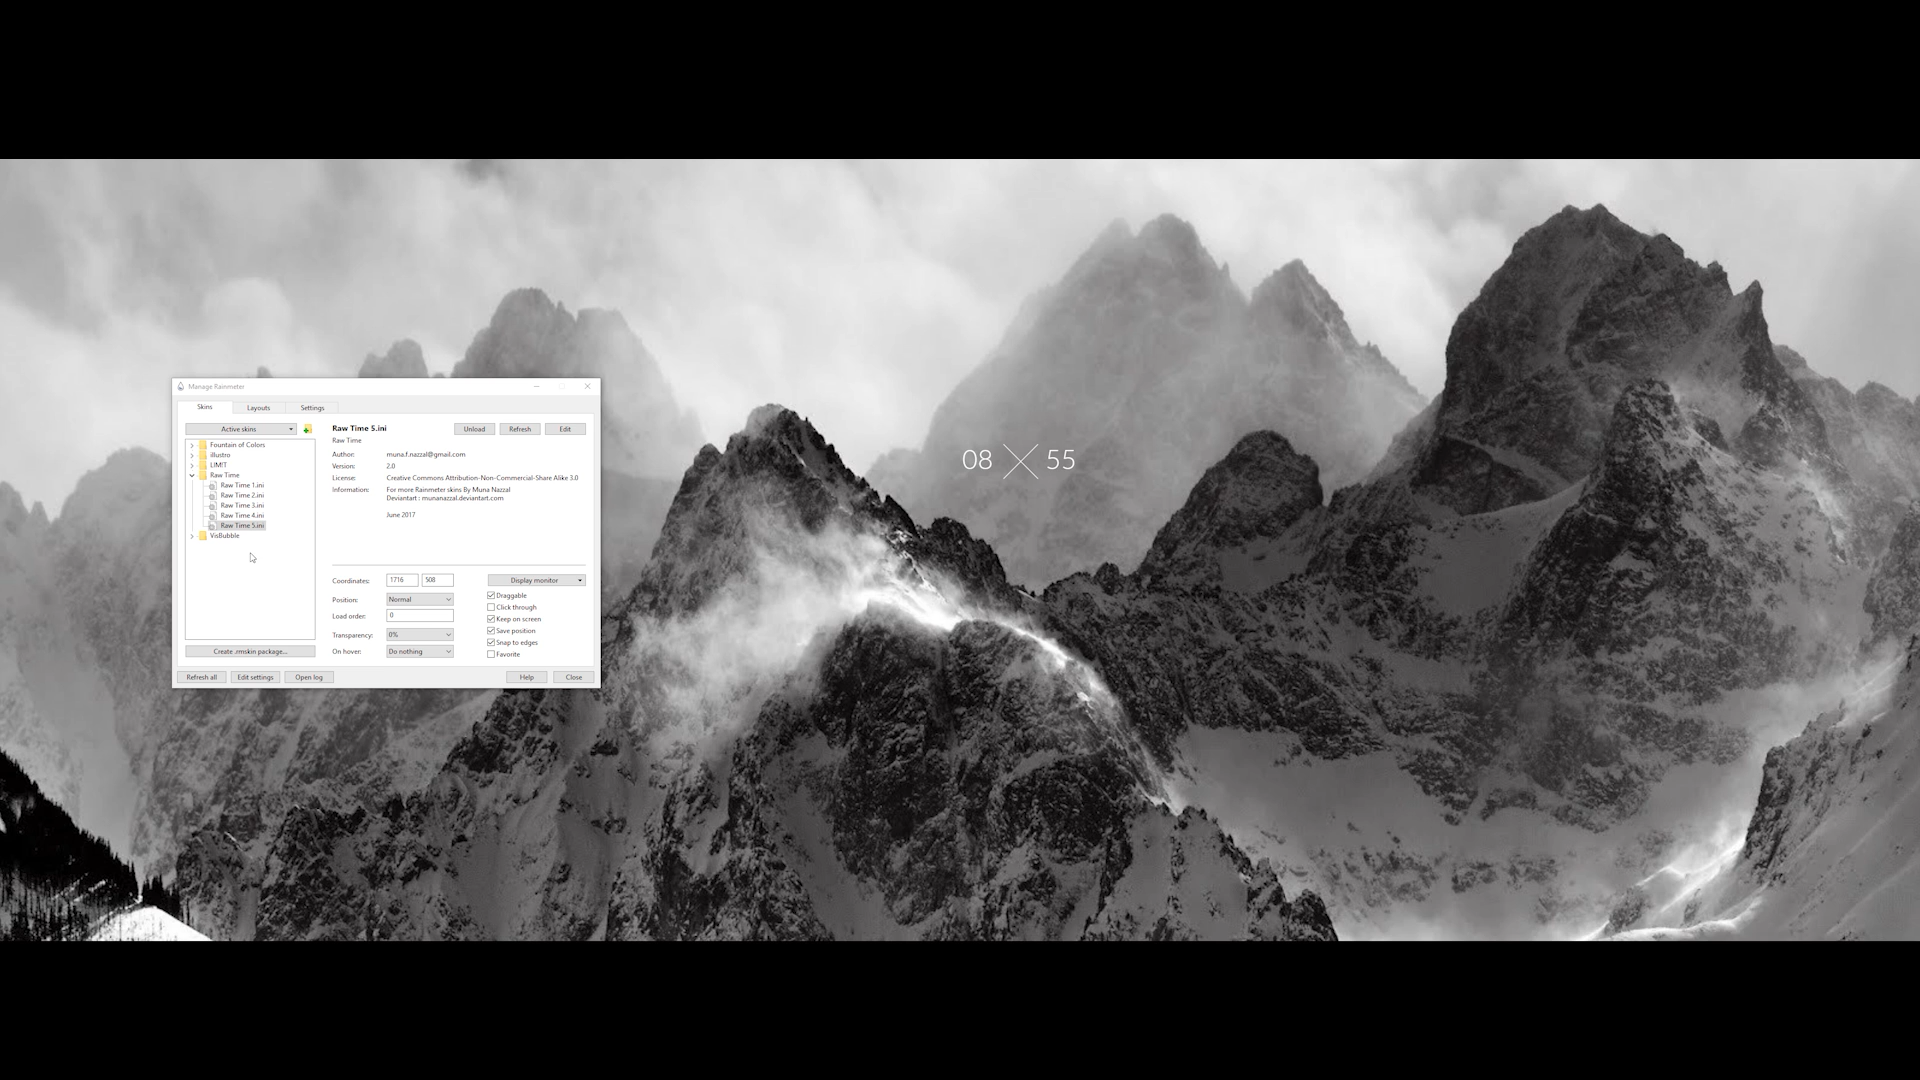 Manage Rainmeter
Skins
Layouts
Settings
Active skins
Fountain of Colors
illustro
LIM!T
Raw Time
Raw Time 1.ini
Raw Time 2.ini
Raw Time 3.ini
Raw Time 4.ini
Raw Time 5.ini
VisBubble
Create .rmskin package...
Raw Time 5.ini
Unload
Refresh
Edit
Raw Time
Author: muna.f.nazzal@gmail.com
Version: 2.0
License: Creative Commons Attribution-Non-Commercial-Share Alike 3.0
Information: For more Rainmeter skins By Muna Nazzal
Deviantart : munanazzal.deviantart.com
June 2017
Coordinates: 1716 508
Display monitor
Position: Normal
Load order: 0
Transparency: 0%
On hover: Do nothing
Draggable
Click through
Keep on screen
Save position
Snap to edges
Favorite
Refresh all
Edit settings
Open log
Help
Close
08 55